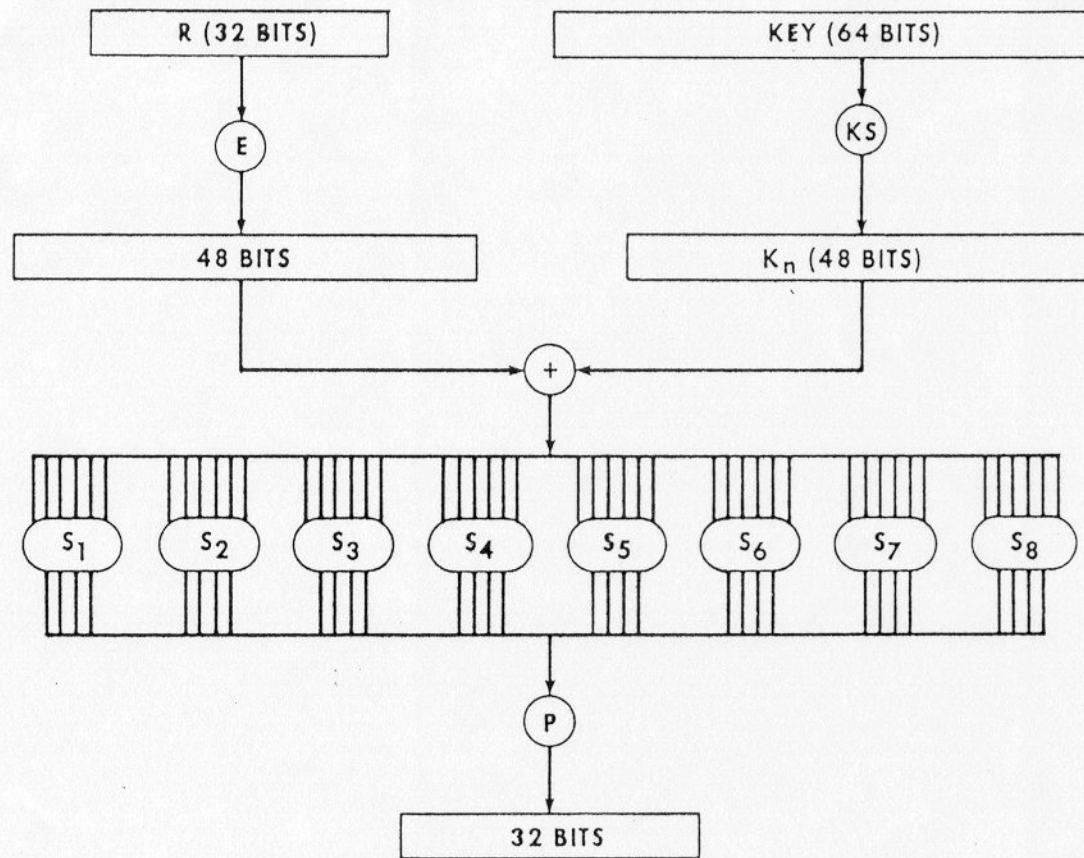 R (32 BITS)
KEY (64 BITS)
E
KS
48 BITS
Kn (48 BITS)
+
S1
S2
S3
S4
S5
S6
S7
S8
P
32 BITS